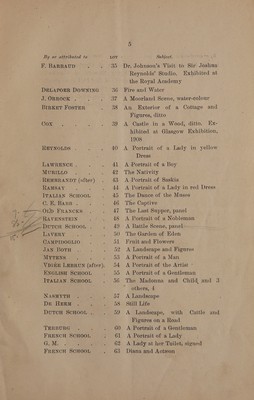 5
By or attributed to LOT Subject.
F. BARRAUD . . 35 Dr. Johnson's Visit to Sir Joshua
Reynolds' Studio. Exhibited at
the Royal Academy
DELAPOER DOWNING 36 Fire and Water
J. ORROCK . . . 37 A Moorland Scene, water-colour
BIRKET FOSTER . 38 An Exterior of a Cottage and
Figures, ditto
COX . . . . 39 A Castle in a Wood, ditto. Ex-
hibited at Glasgow Exhibition,
1908
REYNOLDS . . . 40 A Portrait of a Lady in yellow
Dress
LAWRENCE . . . 41 A Portrait of a Boy
MURILLO . . . 42 The Nativity
REMBRANDT (after) . 43 A Portrait of Saskia
RAMSAY . . . 44 A Portrait of a Lady in red Dress
ITALIAN SCHOOL . 45 The Dance of the Muses
C. E. 46 The Captive
OLD FRANCKS . . 47 The Last Supper, panel
RAVENSTEIN . . 48 A Portrait of a Nobleman
DUTCH SCHOOL . . 49 A Battle Scene, panel
LAVERY . . . 50 The Garden of Eden
CAMPIDOGLIO . . 51 Fruit and Flowers
JAN BOTH . . . 52 A Landscape and Figures
MYTENS . . . 53 A Portrait of a Man
VIGÉE LEBRUN (after). 54 A Portrait of the Artist
ENGLISH SCHOOL . 55 A Portrait of a Gentleman
ITALIAN SCHOOL . 56 The Madonna and Child, and 3
others, 4
NASMYTH . . . 57 A Landscape
DE HEEM . . . 58 Still Life
DUTCH SCHOOL . . 59 A Landscape, with Cattle and
Figures on a Road
TERBURG . . . 60 A Portrait of a Gentleman
FRENCH SCHOOL . 61 A Portrait of a Lady
G. M. . . . . 62 A Lady at her Toilet, signed
FRENCH SCHOOL . 63 Diana and Actaeon